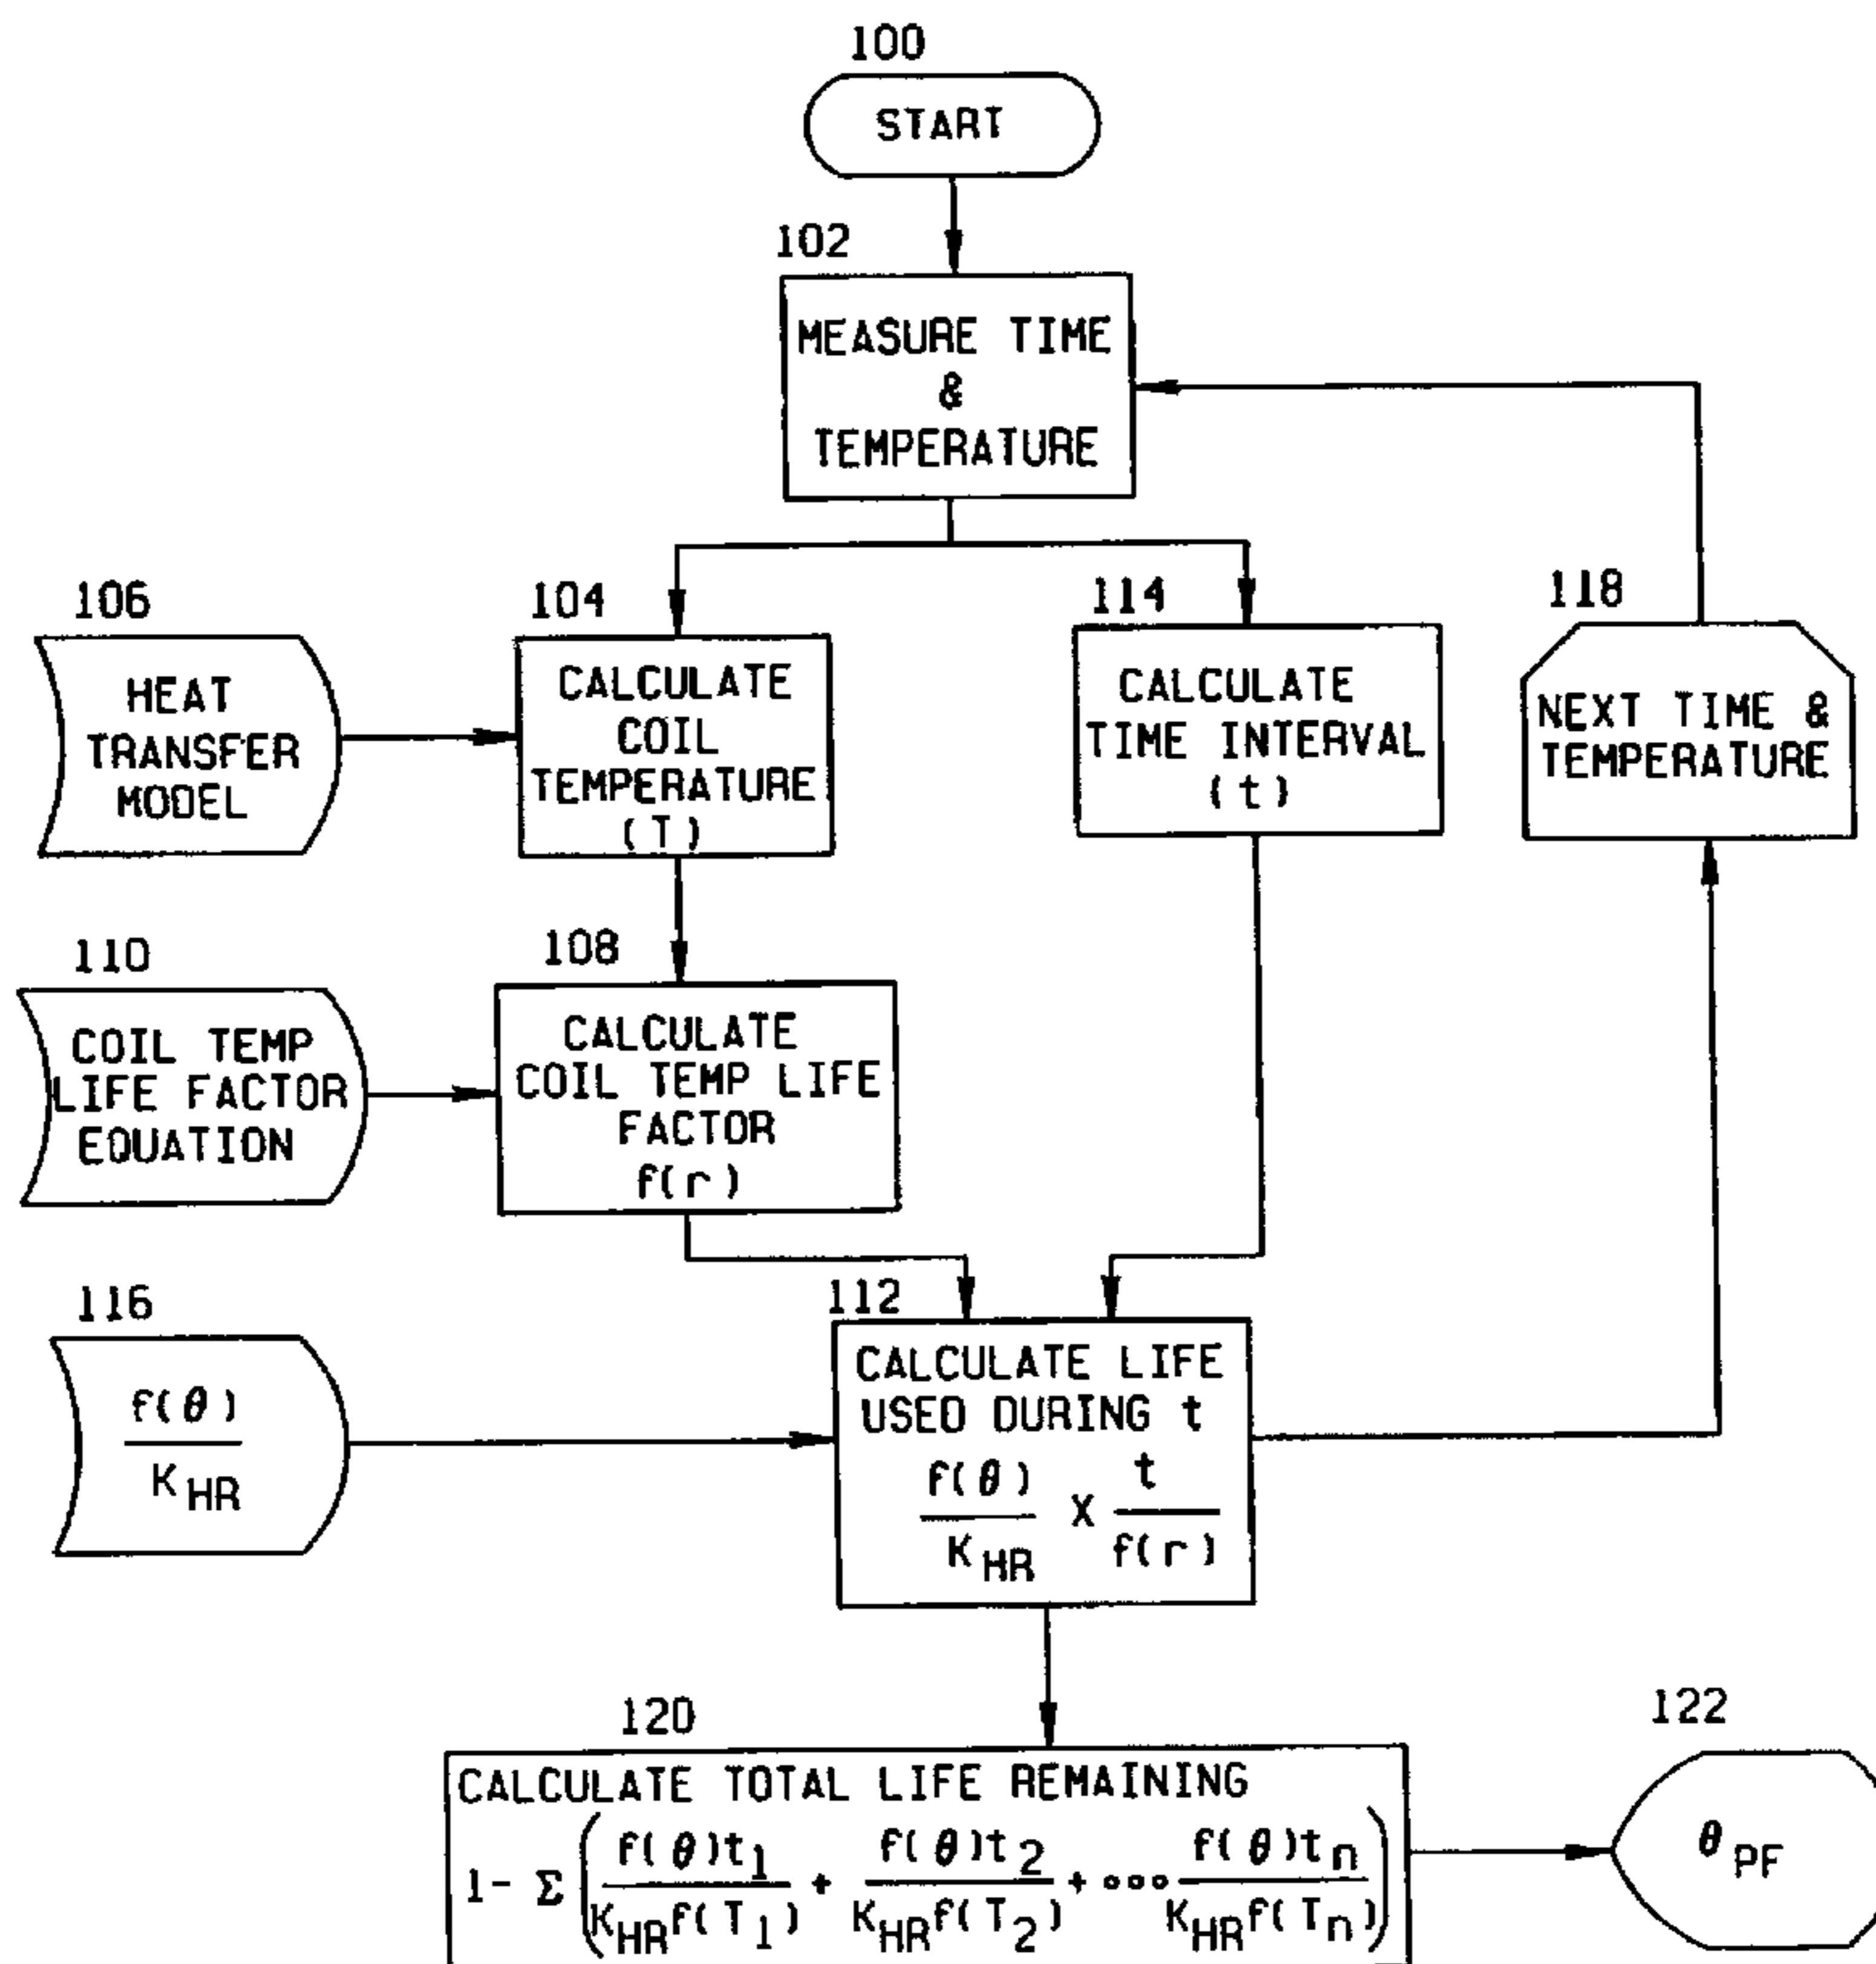 100
START
102
MEASURE TIME
&
TEMPERATURE
106
HEAT
TRANSFER
MODEL
104
CALCULATE
COIL
TEMPERATURE
(T)
114
CALCULATE
TIME INTERVAL
(t)
118
NEXT TIME &
TEMPERATURE
110
COIL TEMP
LIFE FACTOR
EQUATION
108
CALCULATE
COIL TEMP LIFE
FACTOR
f(r)
116
f(θ)
K HR
112
CALCULATE LIFE
USED DURING t
f(θ) t
X
K HR f(r)
120
CALCULATE TOTAL LIFE REMAINING
f(θ)t1 f(θ)t2 f(θ)tn
1- Σ ( + + ∘∘∘ )
KHRf(T1) KHRf(T2) KHRf(Tn)
122
θ PF